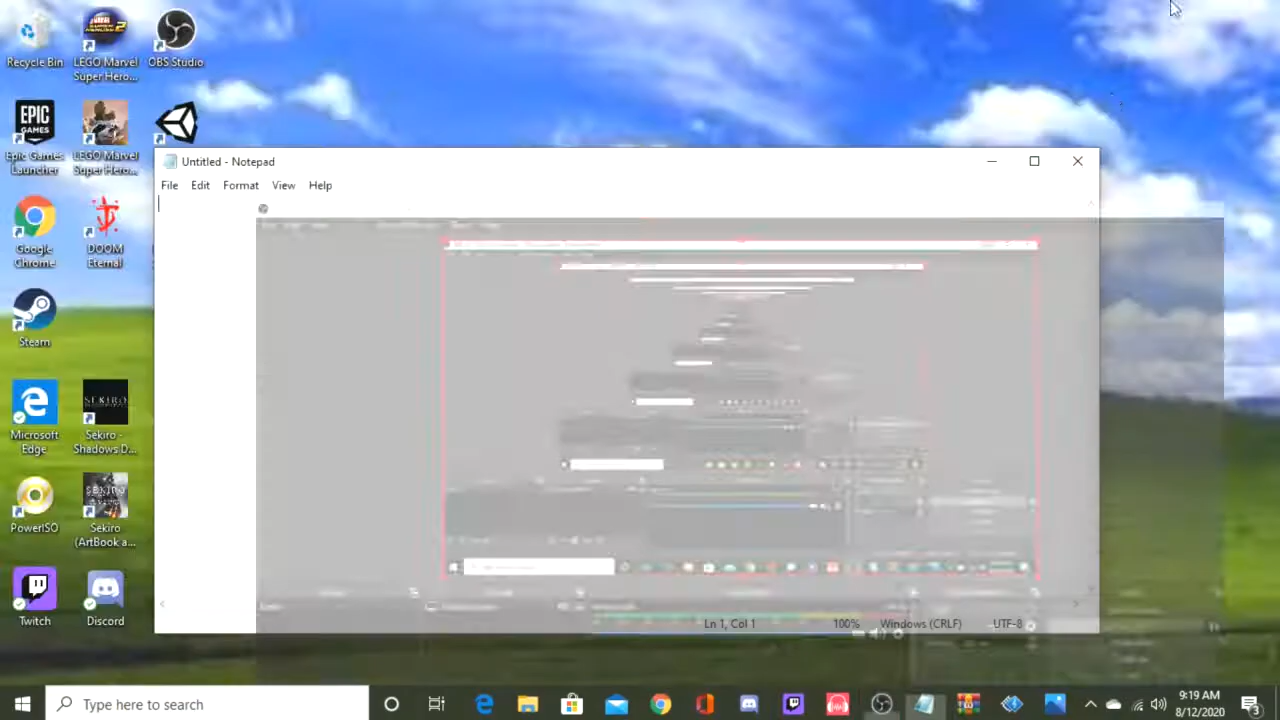 Recycle Bin
LEGO Marvel
Super Hero...
OBS Studio
EPIC
GAMES
Epic Games
Launcher
LEGO Marvel
Super Hero...
Google
Chrome
DOOM
Eternal
Steam
Microsoft
Edge
SEKIRO
Sekiro -
Shadows D...
PowerISO
SEKIRO
Sekiro
(ArtBook a...
Twitch
Discord
Untitled - Notepad
File Edit Format View Help
Ln 1, Col 1 100% Windows (CRLF) UTF-8
Type here to search
9:19 AM
8/12/2020
3